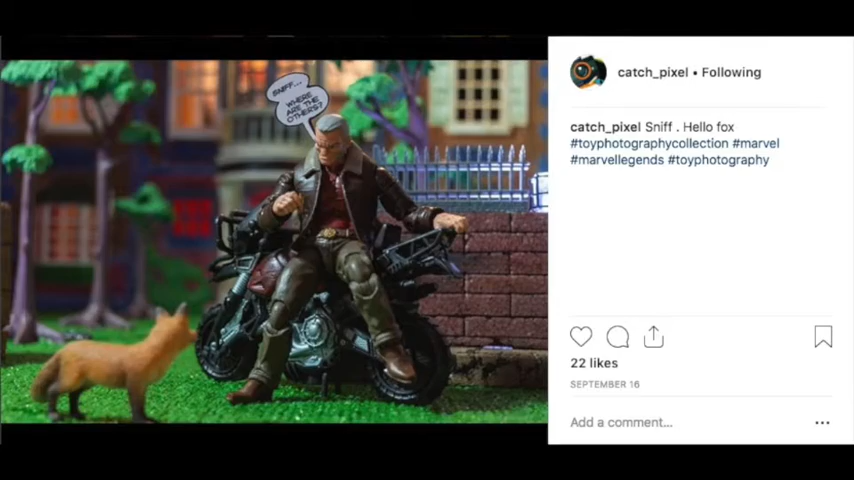 SNIFF...
WHERE
ARE THE
OTHERS?
catch_pixel • Following
catch_pixel Sniff . Hello fox
#toyphotographycollection #marvel
#marvellegends #toyphotography
22 likes
SEPTEMBER 16
Add a comment...